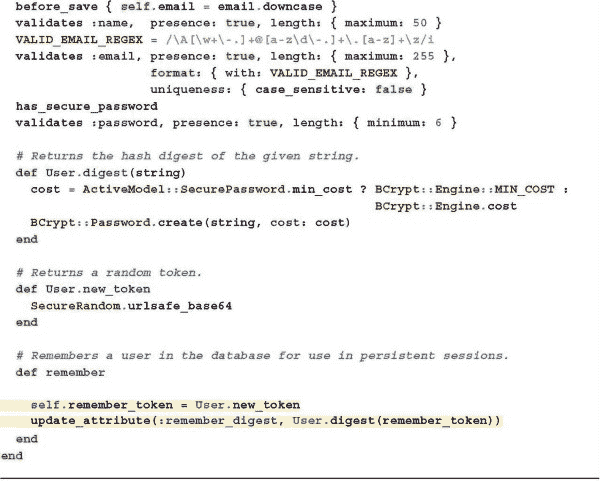 before_save { self.email = email.downcase }
validates :name, presence: true, length: { maximum: 50 }
VALID_EMAIL_REGEX = /\A[\w+\-.]+@[a-z\d\-.]+\.[a-z]+\z/i
validates :email, presence: true, length: { maximum: 255 },
format: { with: VALID_EMAIL_REGEX },
uniqueness: { case_sensitive: false }
has_secure_password
validates :password, presence: true, length: { minimum: 6 }
# Returns the hash digest of the given string.
def User.digest(string)
cost = ActiveModel::SecurePassword.min_cost ? BCrypt::Engine::MIN_COST :
BCrypt::Engine.cost
BCrypt::Password.create(string, cost: cost)
end
# Returns a random token.
def User.new_token
SecureRandom.urlsafe_base64
end
# Remembers a user in the database for use in persistent sessions.
def remember
self.remember_token = User.new_token
update_attribute(:remember_digest, User.digest(remember_token))
end
end